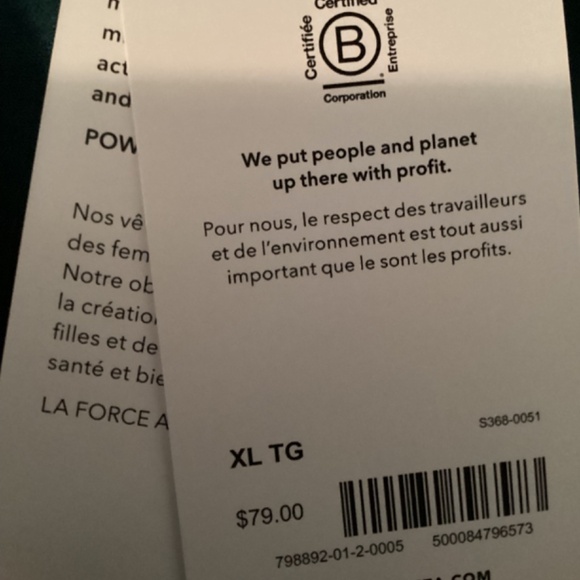 m
act
and
POW
Nos vê
des fem
Notre ob
la création
filles et de
santé et bie
LA FORCE A
Certified
Certifiée
B
Entreprise
Corporation
We put people and planet
up there with profit.
Pour nous, le respect des travailleurs
et de l'environnement est tout aussi
important que le sont les profits.
S368-0051
XL TG
$79.00
798892-01-2-0005 500084796573
.COM